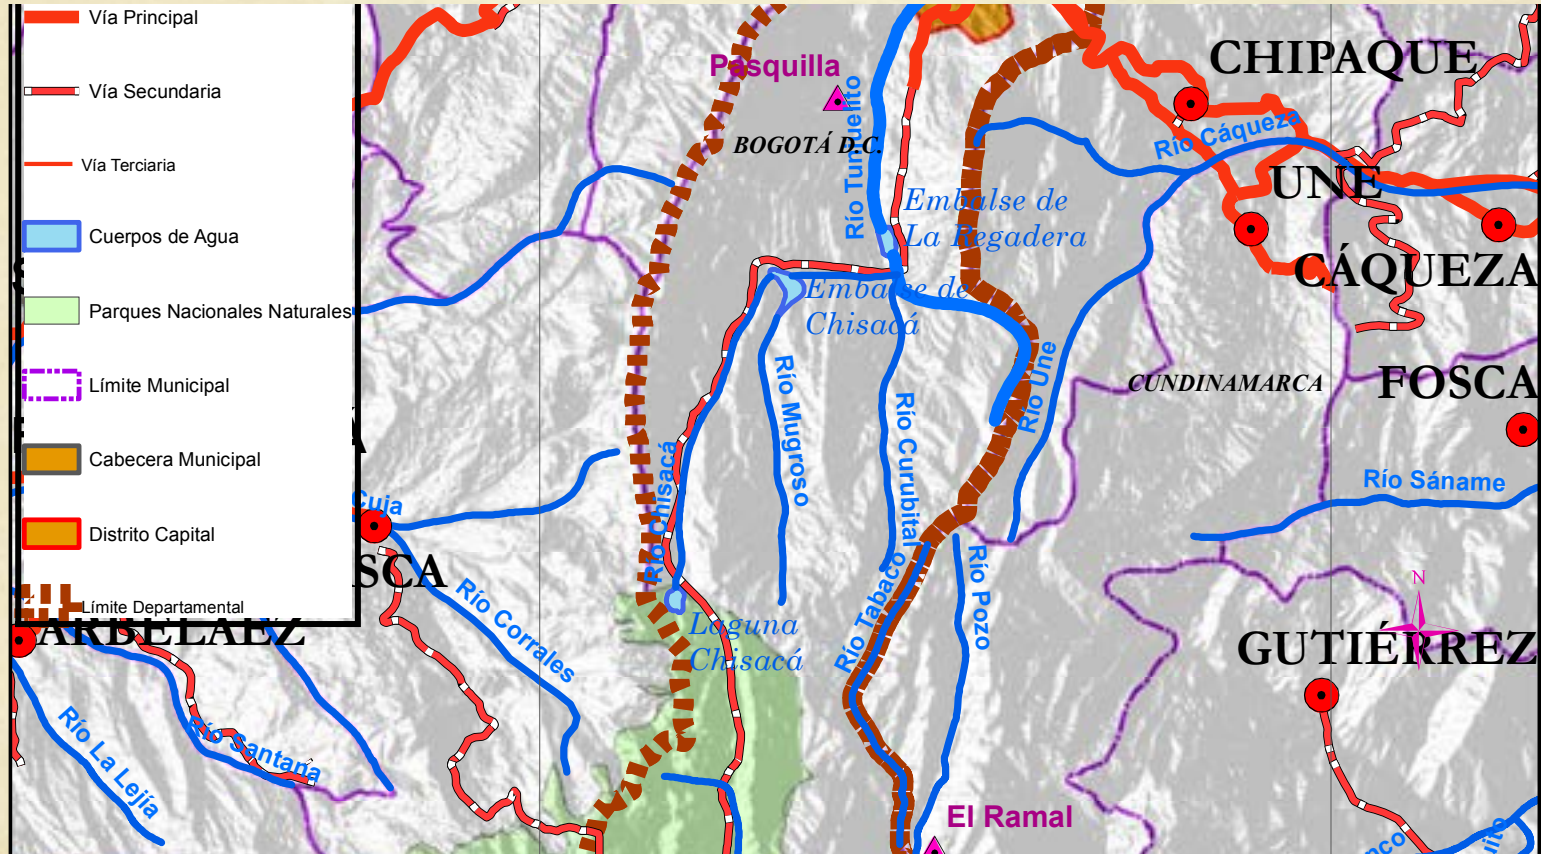 Vía Principal
Vía Secundaria
Vía Terciaria
Cuerpos de Agua
Parques Nacionales Naturales
Límite Municipal
Cabecera Municipal
Distrito Capital
Límite Departamental
Pasquilla
BOGOTÁ D.C.
Río Tunjuelito
CHIPAQUE
Río Cáqueza
UNE
Embalse de
La Regadera
CÁQUEZA
Embalse de
Chisacá
Río Mugroso
Río Curubital
Río Une
CUNDINAMARCA
FOSCA
Río Chisacá
Río Sáname
Cuja
SCA
Río Corrales
Río Tabaco
Río Pozo
N
ARBELÁEZ
Laguna
Chisacá
GUTIÉRREZ
Río La Lejía
Río Santana
El Ramal
nco
uito